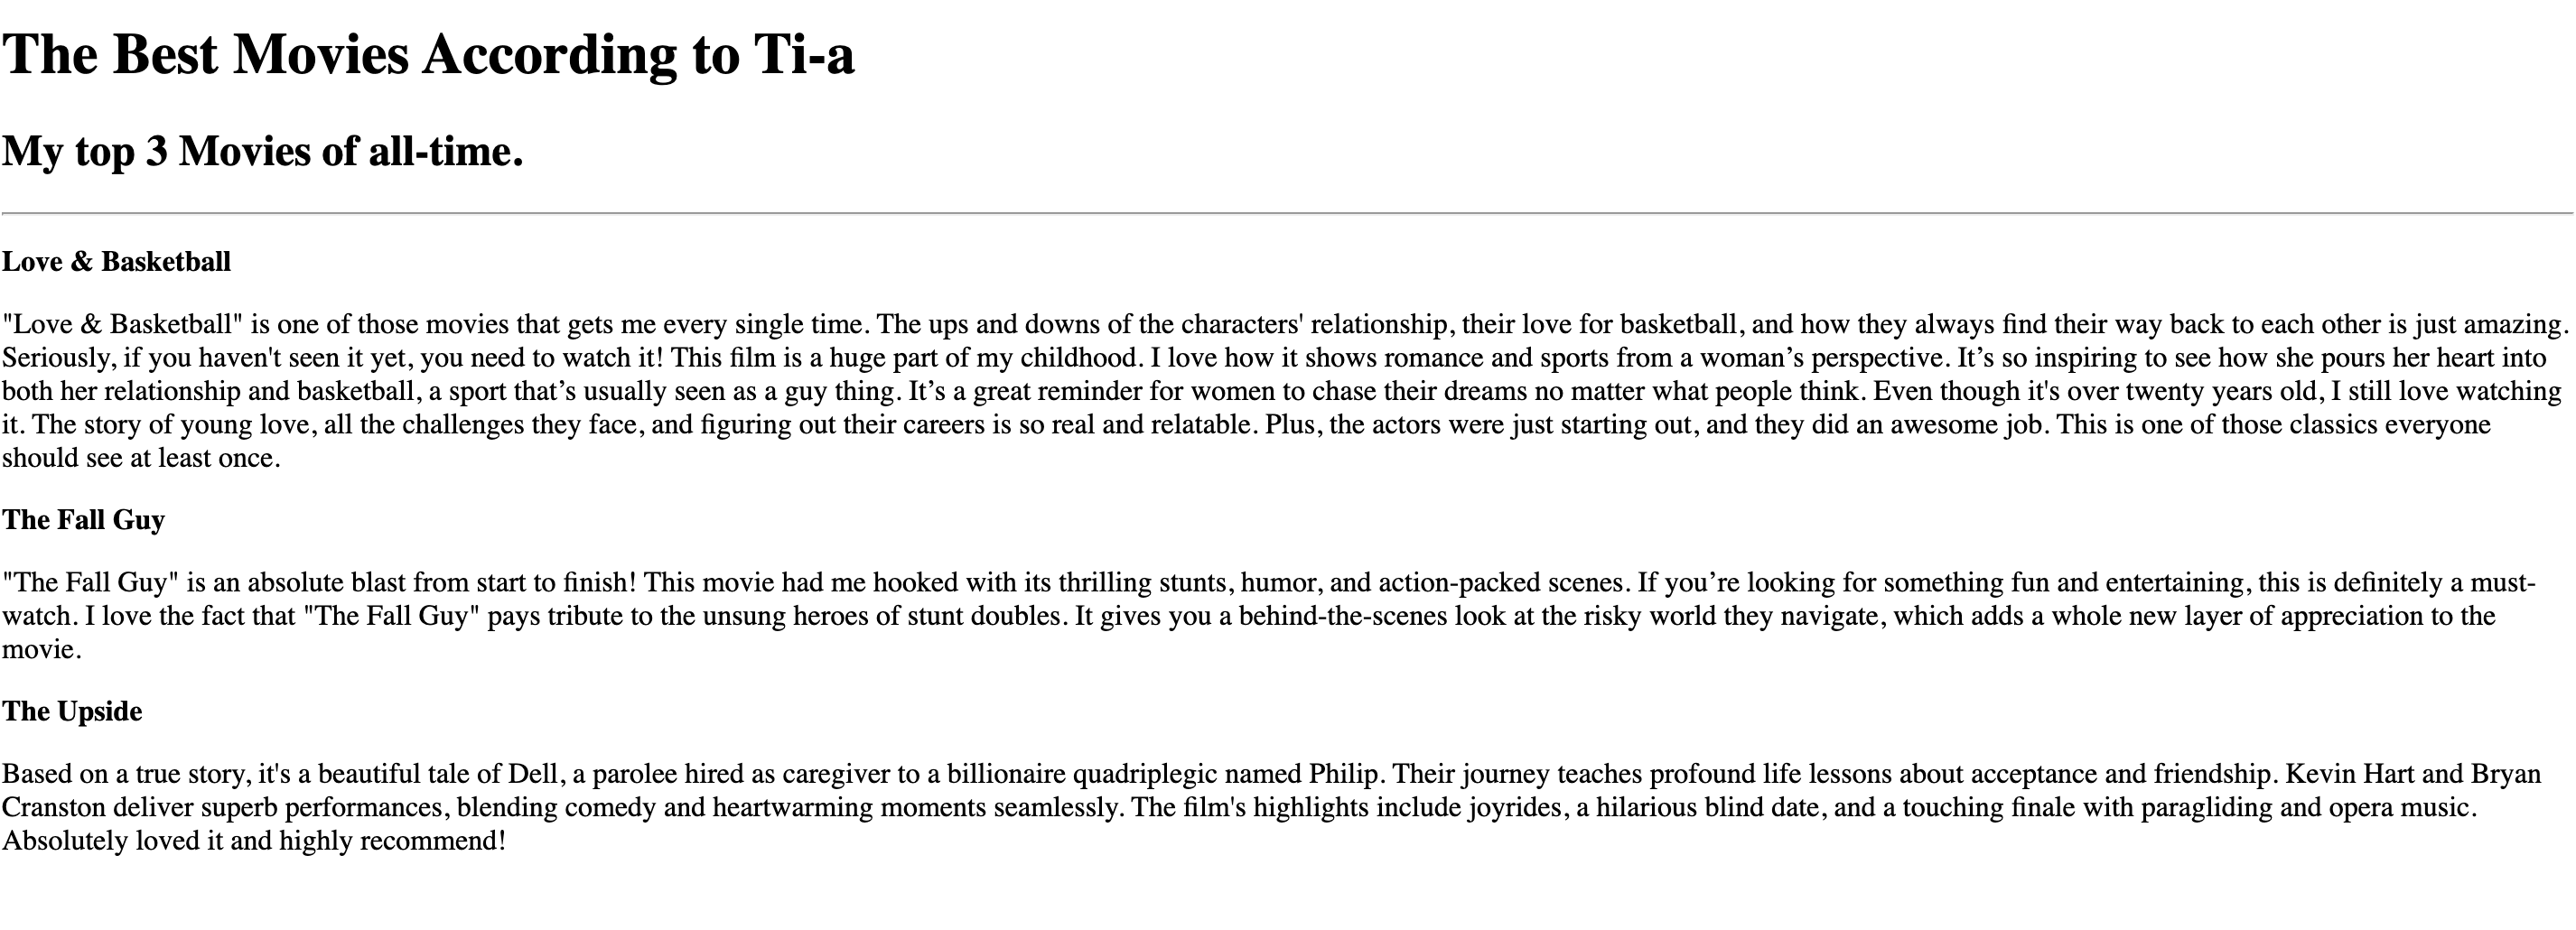 The Best Movies According to Ti-a
My top 3 Movies of all-time.
Love & Basketball
"Love & Basketball" is one of those movies that gets me every single time. The ups and downs of the characters' relationship, their love for basketball, and how they always find their way back to each other is just amazing.
Seriously, if you haven't seen it yet, you need to watch it! This film is a huge part of my childhood. I love how it shows romance and sports from a woman’s perspective. It’s so inspiring to see how she pours her heart into
both her relationship and basketball, a sport that’s usually seen as a guy thing. It’s a great reminder for women to chase their dreams no matter what people think. Even though it's over twenty years old, I still love watching
it. The story of young love, all the challenges they face, and figuring out their careers is so real and relatable. Plus, the actors were just starting out, and they did an awesome job. This is one of those classics everyone
should see at least once.
The Fall Guy
"The Fall Guy" is an absolute blast from start to finish! This movie had me hooked with its thrilling stunts, humor, and action-packed scenes. If you’re looking for something fun and entertaining, this is definitely a must-
watch. I love the fact that "The Fall Guy" pays tribute to the unsung heroes of stunt doubles. It gives you a behind-the-scenes look at the risky world they navigate, which adds a whole new layer of appreciation to the
movie.
The Upside
Based on a true story, it's a beautiful tale of Dell, a parolee hired as caregiver to a billionaire quadriplegic named Philip. Their journey teaches profound life lessons about acceptance and friendship. Kevin Hart and Bryan
Cranston deliver superb performances, blending comedy and heartwarming moments seamlessly. The film's highlights include joyrides, a hilarious blind date, and a touching finale with paragliding and opera music.
Absolutely loved it and highly recommend!